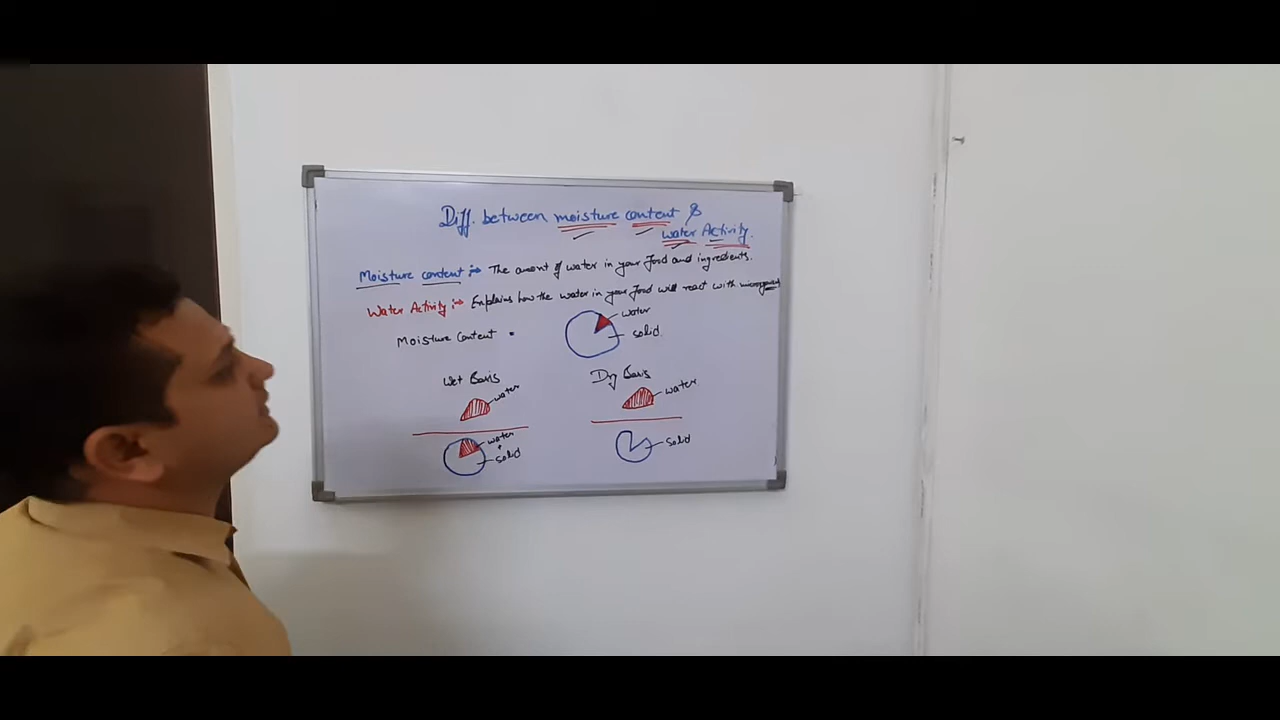 Diff. between moisture content &
water Activity.
Moisture content :→ The amont of water in your food and ingredients.
Water Activity :→ Explains how the water in your food will react with
water
Moisture Content = solid
Wet Basis Dry Basis
water water
water
+
solid solid